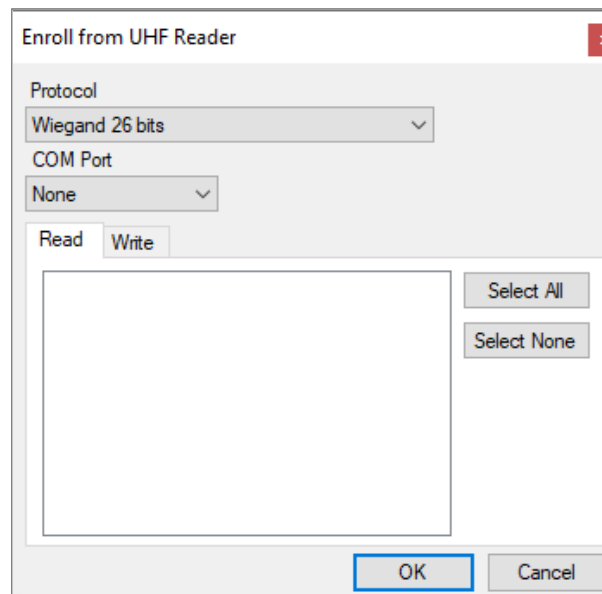 Enroll from UHF Reader
Protocol
Wiegand 26 bits
COM Port
None
Read
Write
Select All
Select None
OK
Cancel